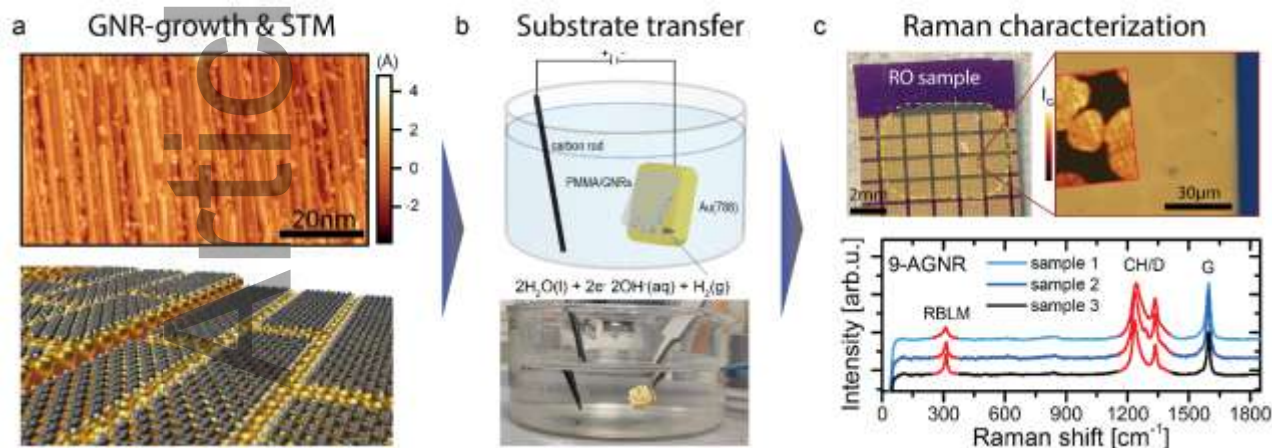 a
GNR-growth & STM
b
Substrate transfer
c
Raman characterization
Artic
(A)
4
2
0
-2
20nm
+
-
carbon rod
PMMA/GNRs
Au(788)
2H2O(l) + 2e- 2OH-(aq) + H2(g)
RO sample
2mm
IG
30µm
9-AGNR
sample 1
sample 2
sample 3
RBLM
CH/D
G
Intensity [arb.u.]
0
300
600
900
1200
1500
1800
Raman shift [cm-1]